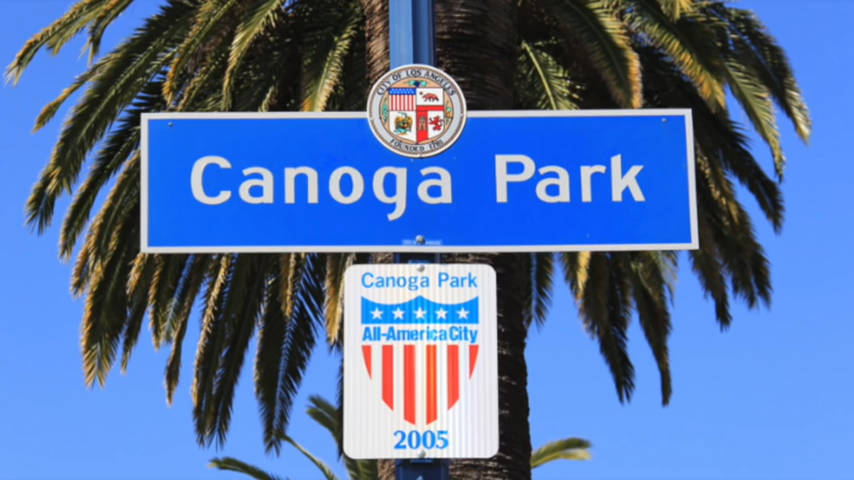 CITY OF LOS ANGELES
FOUNDED 1781
Canoga Park
Canoga Park
All-America City
2005